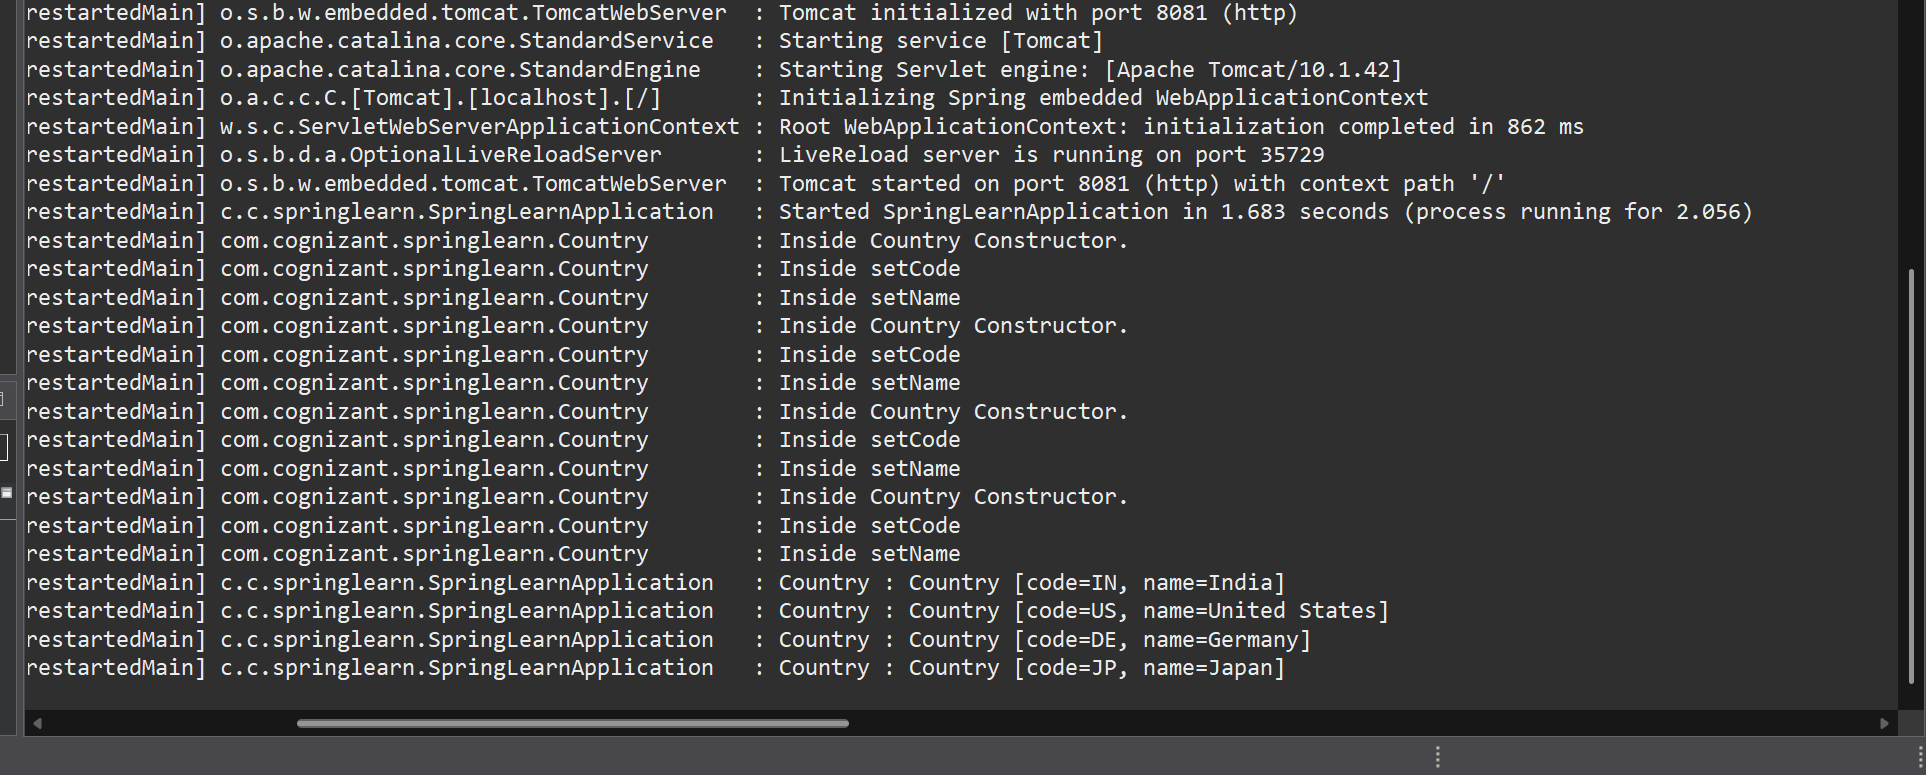 restartedMain] o.s.b.w.embedded.tomcat.TomcatWebServer  : Tomcat initialized with port 8081 (http)
restartedMain] o.apache.catalina.core.StandardService   : Starting service [Tomcat]
restartedMain] o.apache.catalina.core.StandardEngine    : Starting Servlet engine: [Apache Tomcat/10.1.42]
restartedMain] o.a.c.c.C.[Tomcat].[localhost].[/]       : Initializing Spring embedded WebApplicationContext
restartedMain] w.s.c.ServletWebServerApplicationContext : Root WebApplicationContext: initialization completed in 862 ms
restartedMain] o.s.b.d.a.OptionalLiveReloadServer       : LiveReload server is running on port 35729
restartedMain] o.s.b.w.embedded.tomcat.TomcatWebServer  : Tomcat started on port 8081 (http) with context path '/'
restartedMain] c.c.springlearn.SpringLearnApplication   : Started SpringLearnApplication in 1.683 seconds (process running for 2.056)
restartedMain] com.cognizant.springlearn.Country        : Inside Country Constructor.
restartedMain] com.cognizant.springlearn.Country        : Inside setCode
restartedMain] com.cognizant.springlearn.Country        : Inside setName
restartedMain] com.cognizant.springlearn.Country        : Inside Country Constructor.
restartedMain] com.cognizant.springlearn.Country        : Inside setCode
restartedMain] com.cognizant.springlearn.Country        : Inside setName
restartedMain] com.cognizant.springlearn.Country        : Inside Country Constructor.
restartedMain] com.cognizant.springlearn.Country        : Inside setCode
restartedMain] com.cognizant.springlearn.Country        : Inside setName
restartedMain] com.cognizant.springlearn.Country        : Inside Country Constructor.
restartedMain] com.cognizant.springlearn.Country        : Inside setCode
restartedMain] com.cognizant.springlearn.Country        : Inside setName
restartedMain] c.c.springlearn.SpringLearnApplication   : Country : Country [code=IN, name=India]
restartedMain] c.c.springlearn.SpringLearnApplication   : Country : Country [code=US, name=United States]
restartedMain] c.c.springlearn.SpringLearnApplication   : Country : Country [code=DE, name=Germany]
restartedMain] c.c.springlearn.SpringLearnApplication   : Country : Country [code=JP, name=Japan]